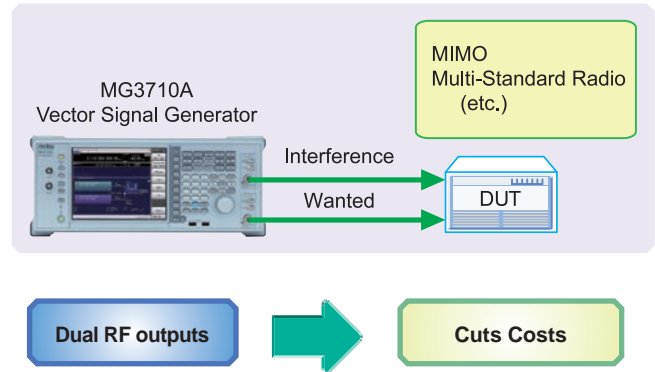 MIMO
Multi-Standard Radio
(etc.)
MG3710A
Vector Signal Generator
Interference
Wanted
DUT
Dual RF outputs
Cuts Costs